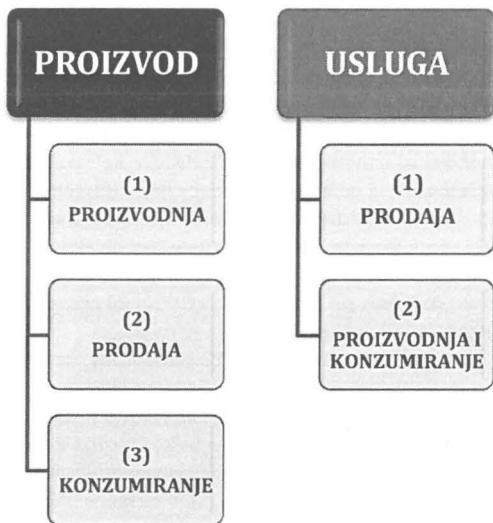 PROIZVOD
(1)
PROIZVODNJA
(2)
PRODAJA
(3)
KONZUMIRANJE
USLUGA
(1)
PRODAJA
(2)
PROIZVODNJA I
KONZUMIRANJE